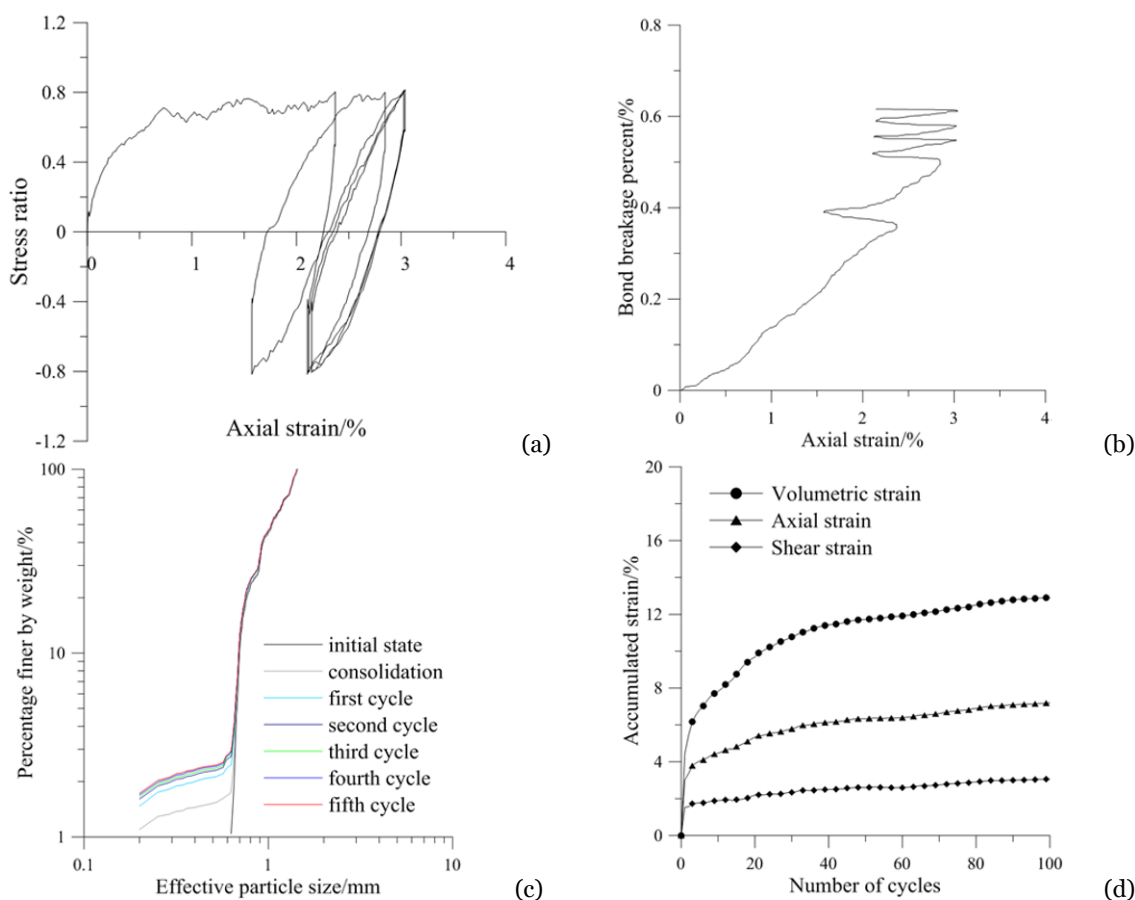 1.2
0.8
0.4
0
-0.4
-0.8
-1.2
0
1
2
3
4
Stress ratio
Axial strain/%
(a)
0.8
0.6
0.4
0.2
0
0
1
2
3
4
Bond breakage percent/%
Axial strain/%
(b)
100
10
1
0.1
1
10
Percentage finer by weight/%
initial state
consolidation
first cycle
second cycle
third cycle
fourth cycle
fifth cycle
Effective particle size/mm
(c)
20
16
12
8
4
0
0
20
40
60
80
100
Accumulated strain/%
Volumetric strain
Axial strain
Shear strain
Number of cycles
(d)